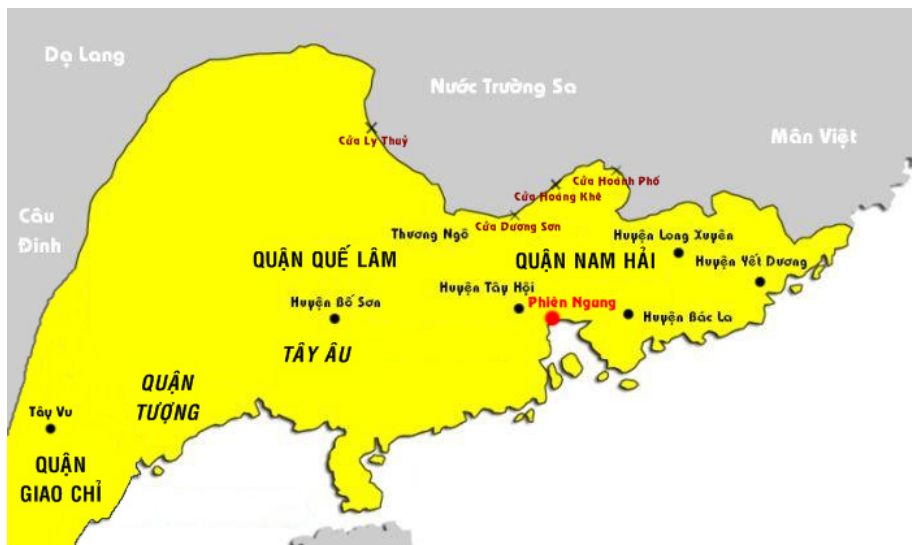 Dạ Lang
Nước Trường Sa
Mân Việt
Cửa Ly Thuỷ
Cửa Hoành Phố
Cửa Hoàng Khê
Câu
Đinh
Thương Ngô
Cửa Dương Sơn
Huyện Long Xuyên
QUẬN QUẾ LÂM
QUẬN NAM HẢI
Huyện Yết Dương
Huyện Tây Hội
Huyện Bố Sơn
Phiên Ngung
Huyện Bác La
TÂY ÂU
QUẬN
TƯỢNG
Tây Vu
QUẬN
GIAO CHỈ